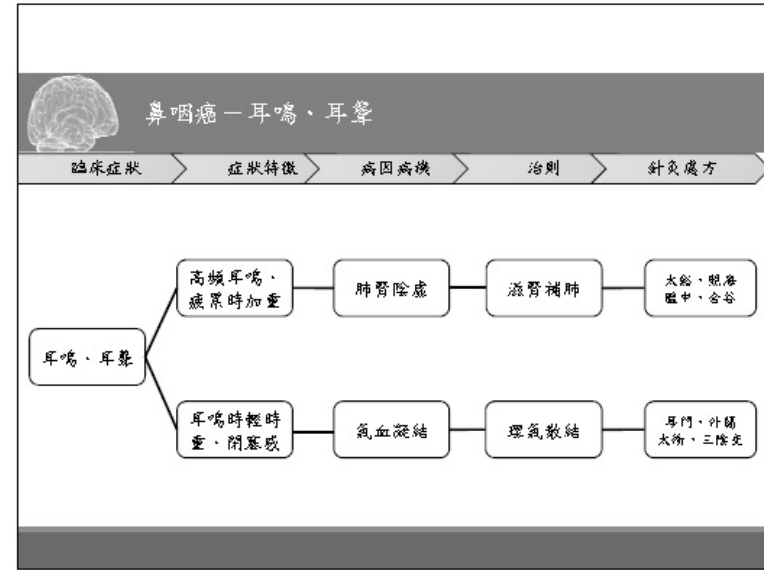 鼻咽癌－耳鳴、耳聾
臨床症狀
症狀特徵
病因病機
治則
針灸處方
耳鳴、耳聾
高頻耳鳴、
疲累時加重
肺腎陰虛
滋腎補肺
太谿、照海
膻中、合谷
耳鳴時輕時
重、閉塞感
氣血凝結
理氣散結
耳門、外關
太衝、三陰交